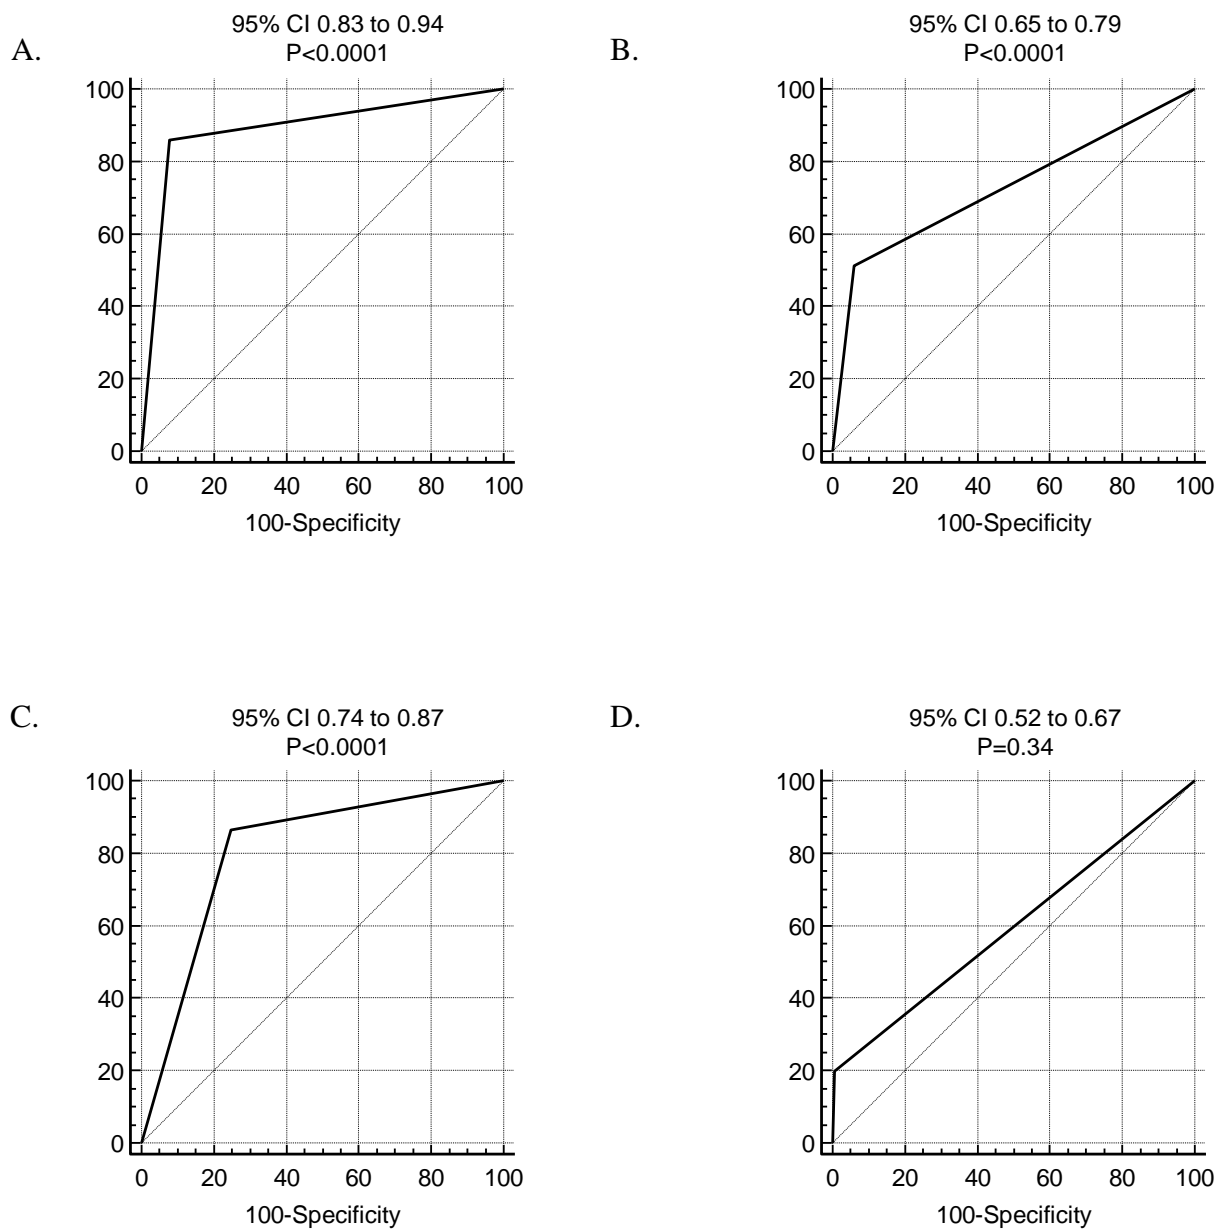 A.
95% CI 0.83 to 0.94
P<0.0001
100
80
60
40
20
0
0 20 40 60 80 100
100-Specificity
B.
95% CI 0.65 to 0.79
P<0.0001
100
80
60
40
20
0
0 20 40 60 80 100
100-Specificity
C.
95% CI 0.74 to 0.87
P<0.0001
100
80
60
40
20
0
0 20 40 60 80 100
100-Specificity
D.
95% CI 0.52 to 0.67
P=0.34
100
80
60
40
20
0
0 20 40 60 80 100
100-Specificity